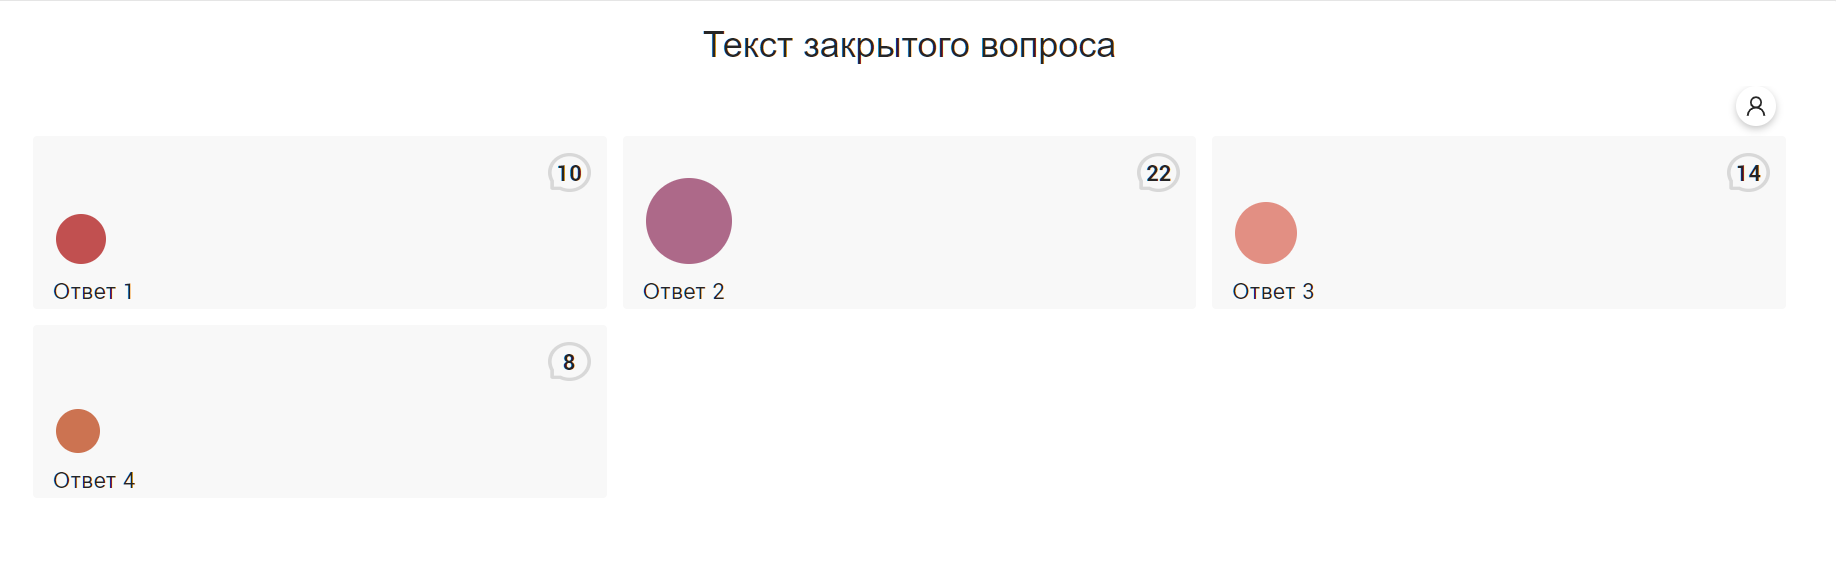 Текст закрытого вопроса
10
22
14
Ответ 1
Ответ 2
Ответ 3
8
Ответ 4